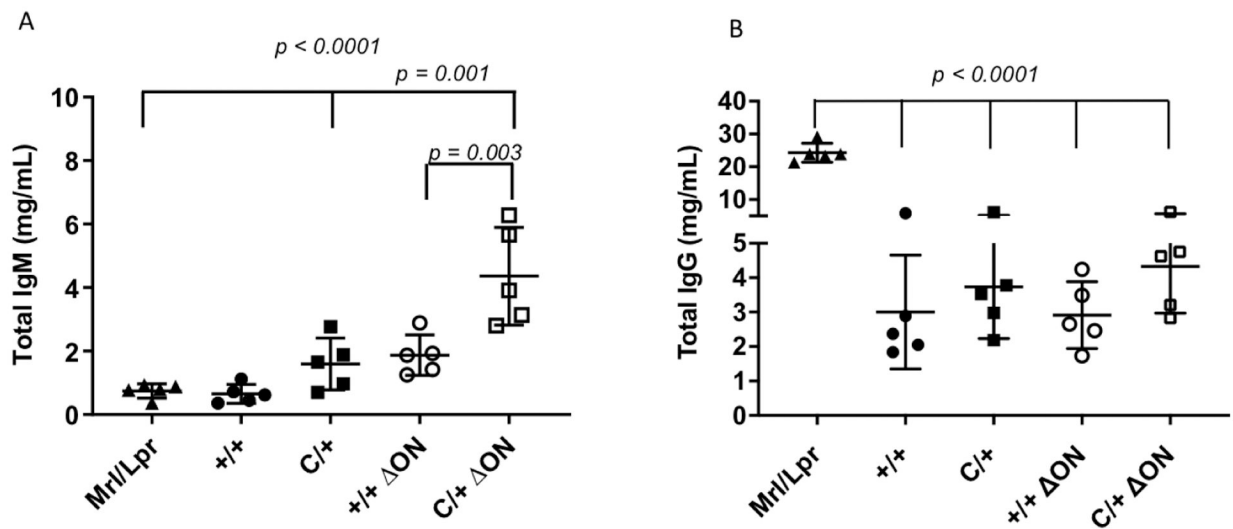 A
p < 0.0001
p = 0.001
p = 0.003
Total IgM (mg/mL)
10
8
6
4
2
0
Mrl/Lpr
+/+
C/+
+/+ ΔON
C/+ ΔON
B
p < 0.0001
Total IgG (mg/mL)
40
30
20
10
5
4
3
2
1
0
Mrl/Lpr
+/+
C/+
+/+ ΔON
C/+ ΔON